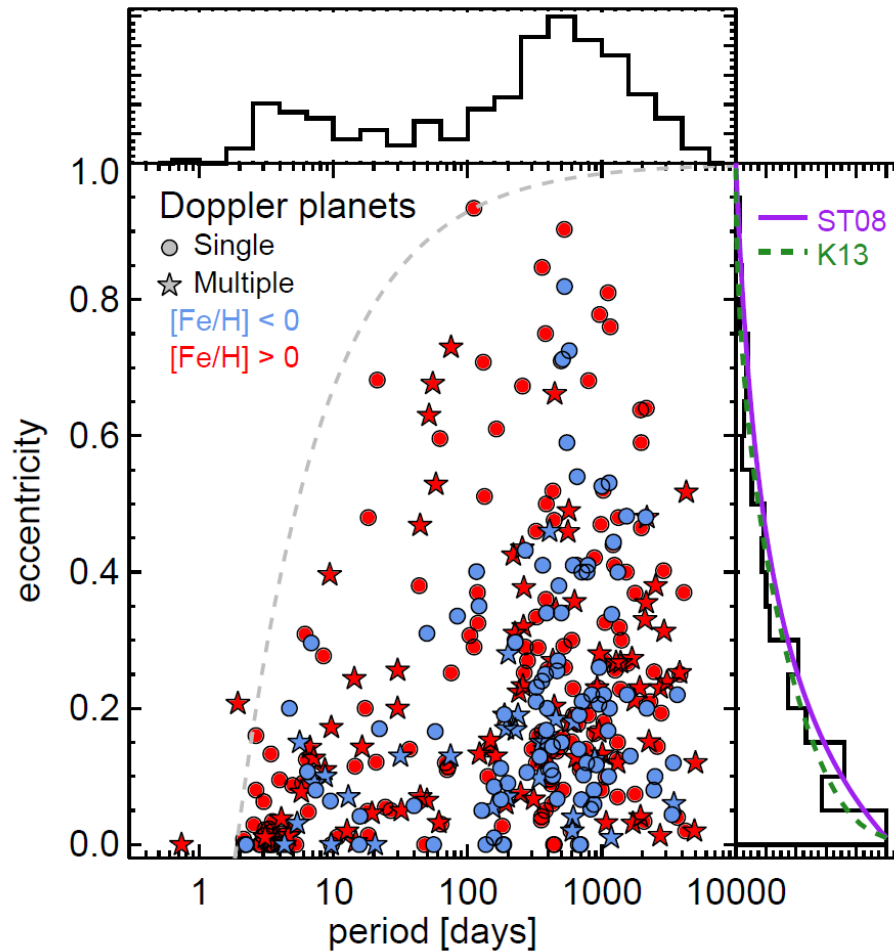 1.0
Doppler planets
Single
Multiple
[Fe/H] < 0
[Fe/H] > 0
ST08
K13
0.8
0.6
0.4
0.2
0.0
eccentricity
1 10 100 1000 10000
period [days]